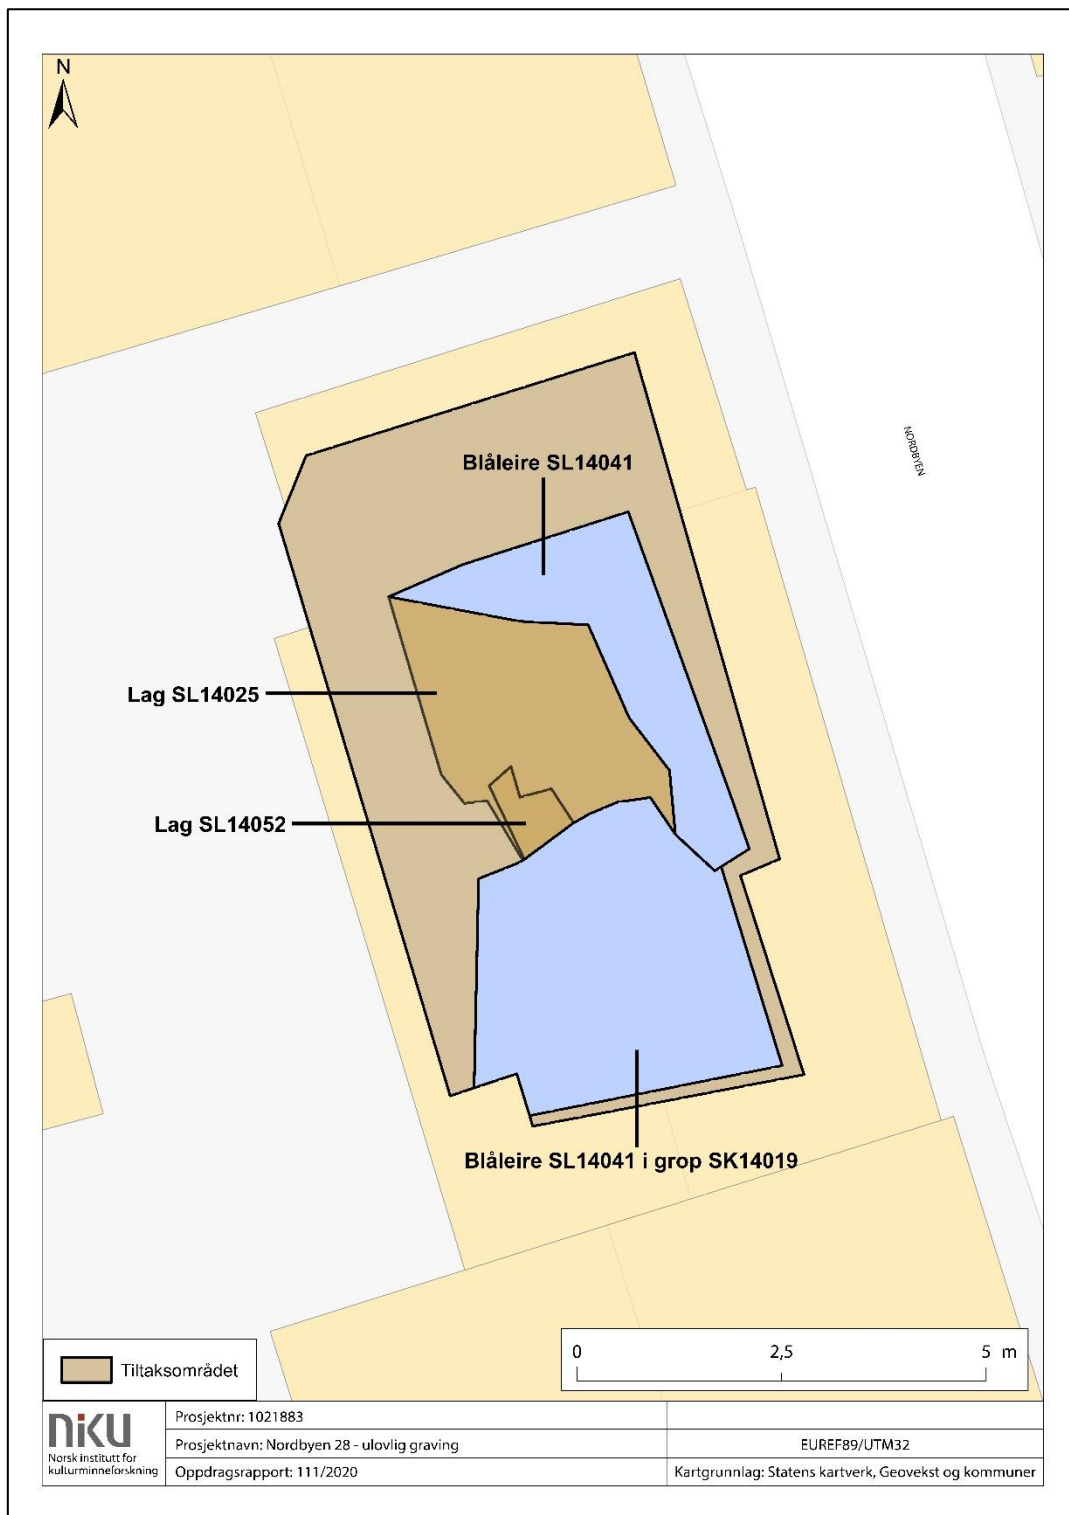 N
NORDBYEN
Blåleire SL14041
Lag SL14025
Lag SL14052
Blåleire SL14041 i grop SK14019
Tiltaksområdet
0 2,5 5 m
niku
Norsk institutt for
kulturminneforskning
Prosjektnr: 1021883
Prosjektnavn: Nordbyen 28 - ulovlig graving
EUREF89/UTM32
Oppdragsrapport: 111/2020
Kartgrunnlag: Statens kartverk, Geovekst og kommuner